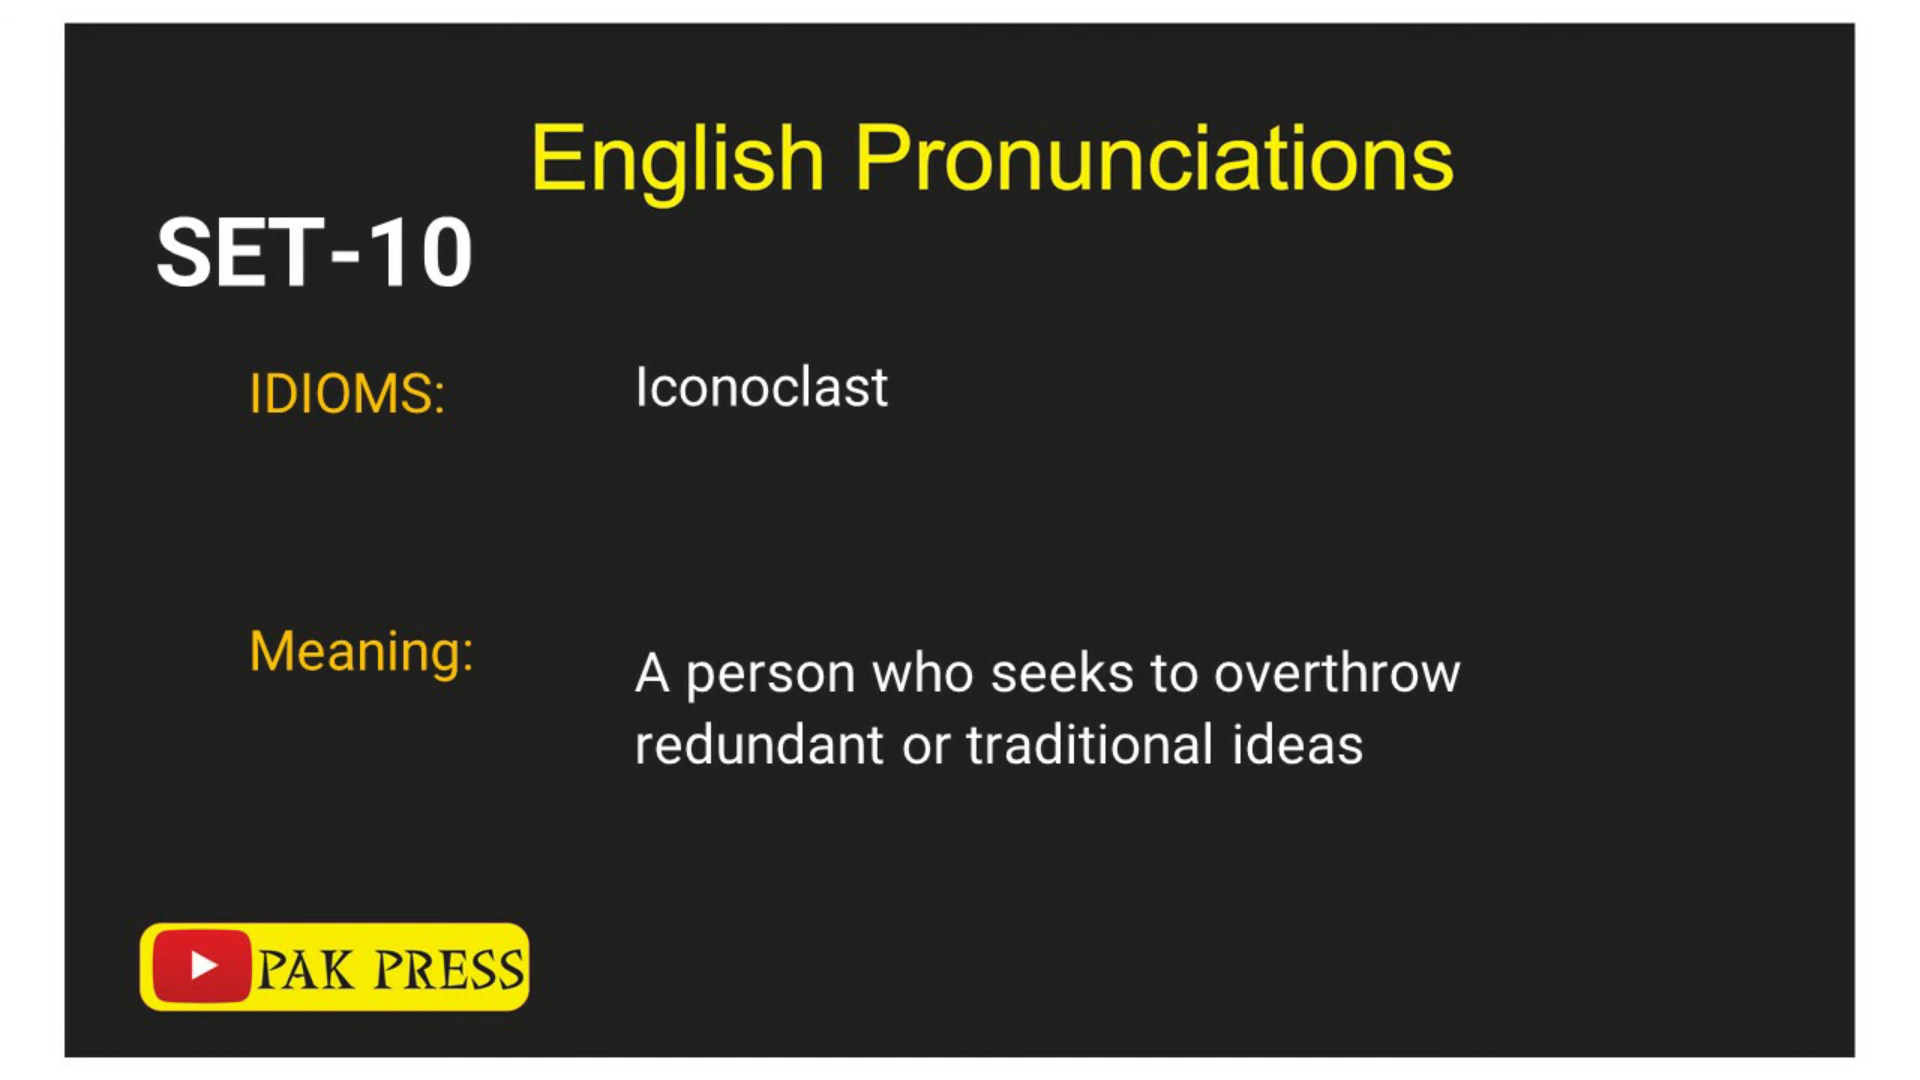 English Pronunciations
SET-10
IDIOMS:
Iconoclast
Meaning:
A person who seeks to overthrow
redundant or traditional ideas
PAK PRESS